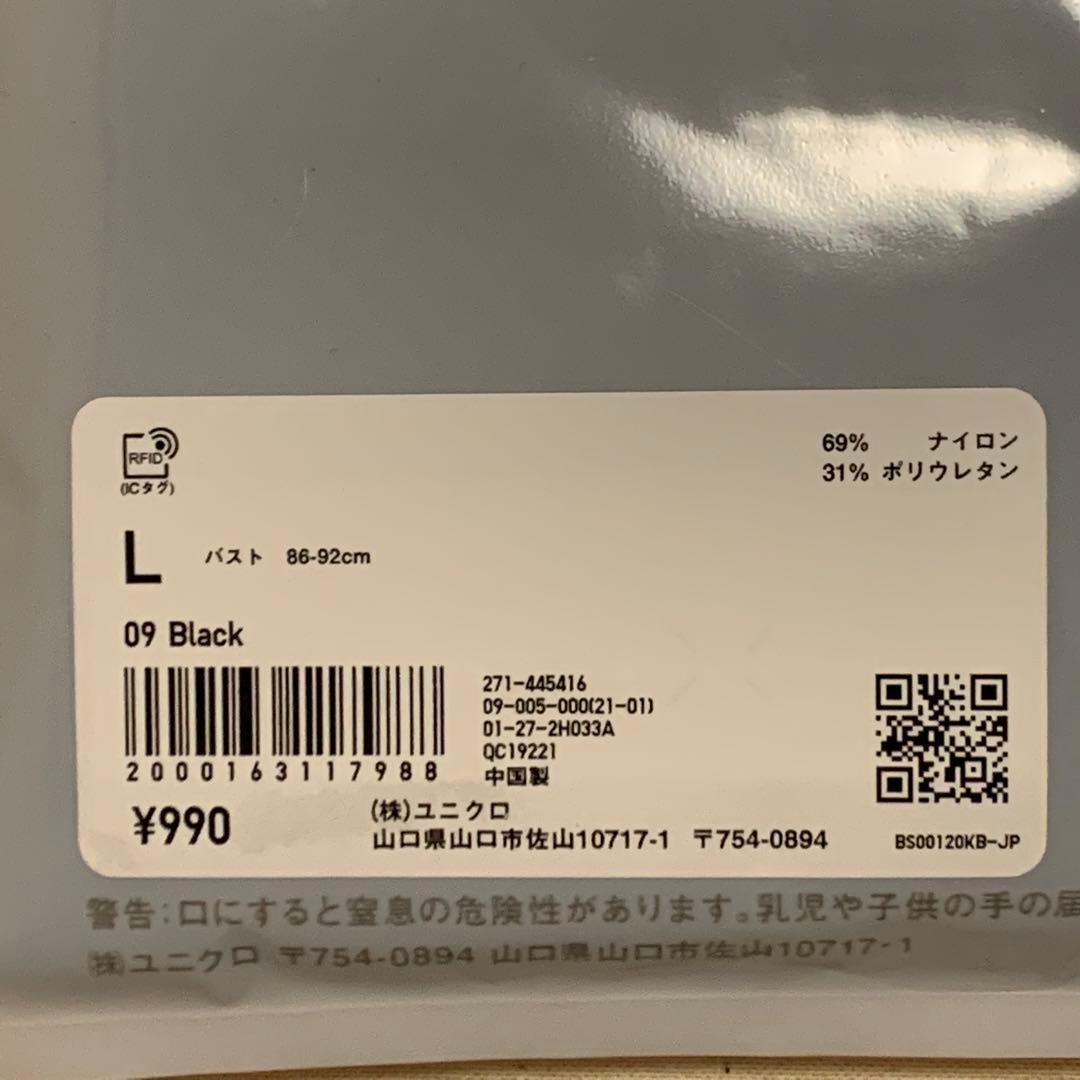 RFID
(ICタグ)
69% ナイロン
31% ポリウレタン
L バスト 86-92cm
09 Black
2000163117988
271-445416
09-005-000(21-01)
01-27-2H033A
QC19221
中国製
¥990
(株)ユニクロ
山口県山口市佐山10717-1 〒754-0894
BS00120KB-JP
警告:口にすると窒息の危険性があります。乳児や子供の手の届
(株)ユニクロ 〒754-0894 山口県山口市佐山10717-1